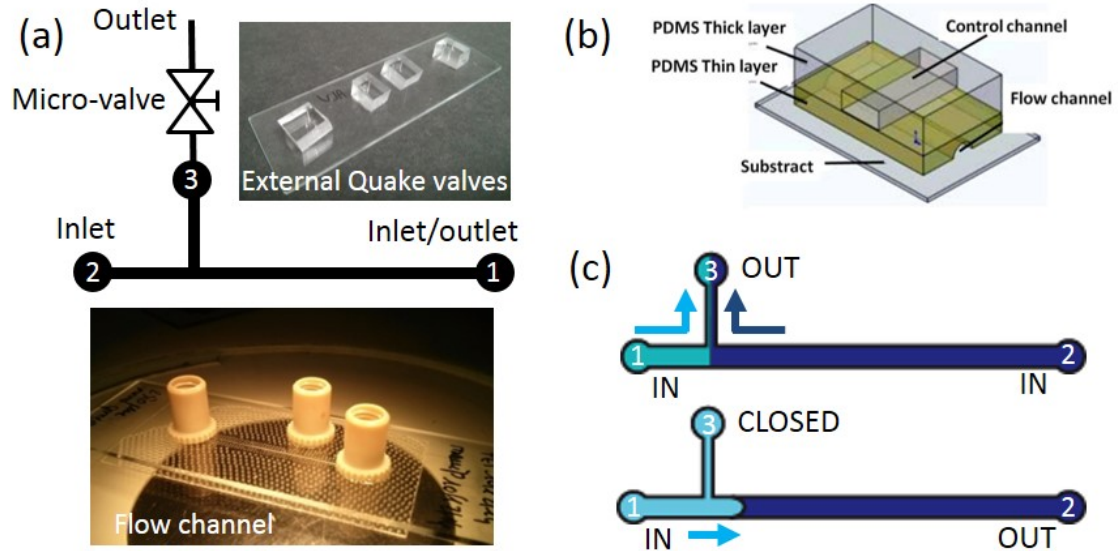 (a)
Outlet
Micro-valve
3
Inlet
2
Inlet/outlet
1
External Quake valves
Flow channel
(b)
PDMS Thick layer
PDMS Thin layer
Control channel
Flow channel
Substract
(c)
3 OUT
1
2
IN
IN
3 CLOSED
1
2
IN
OUT